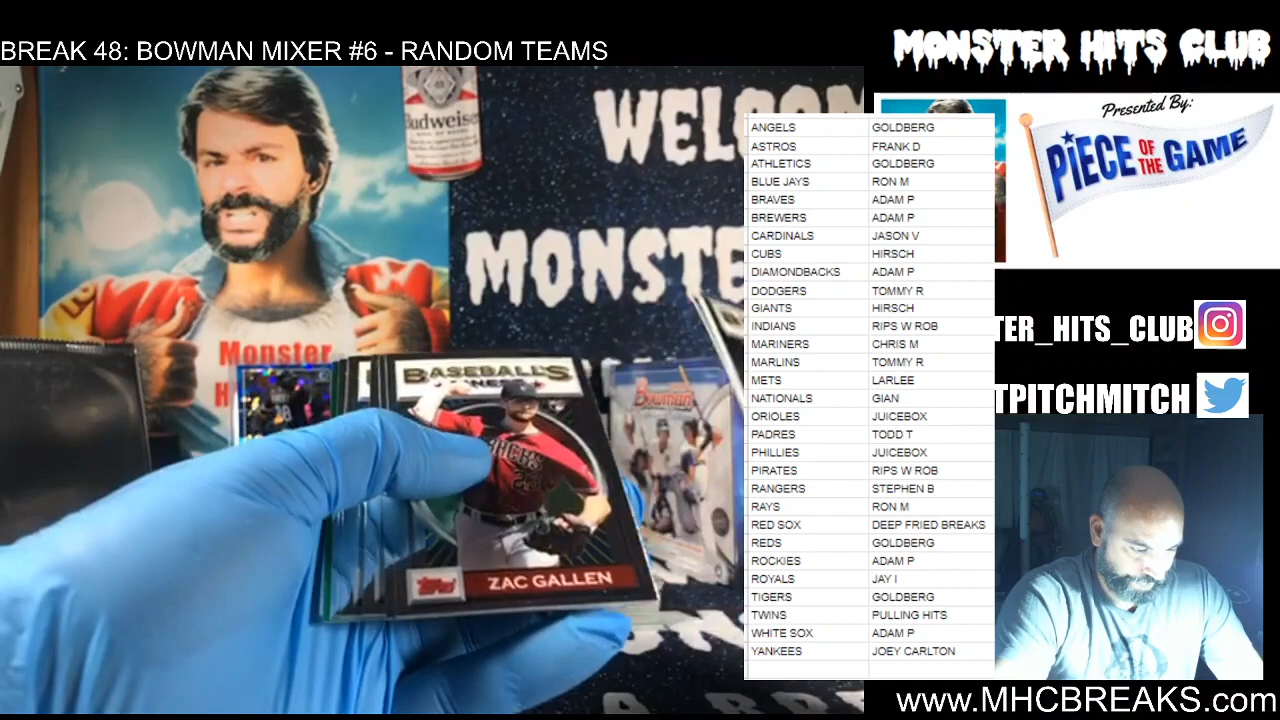 BREAK 48: BOWMAN MIXER #6 - RANDOM TEAMS
MONSTER HITS CLUB
Presented By:
PiECE OF THE GAME
Budweiser
MONSTE
Monster
H
BASEBALL'S
ZAC GALLEN
topps
Bowman
ANGELS GOLDBERG
ASTROS FRANK D
ATHLETICS GOLDBERG
BLUE JAYS RON M
BRAVES ADAM P
BREWERS ADAM P
CARDINALS JASON V
CUBS HIRSCH
DIAMONDBACKS ADAM P
DODGERS TOMMY R
GIANTS HIRSCH
INDIANS RIPS W ROB
MARINERS CHRIS M
MARLINS TOMMY R
METS LARLEE
NATIONALS GIAN
ORIOLES JUICEBOX
PADRES TODD T
PHILLIES JUICEBOX
PIRATES RIPS W ROB
RANGERS STEPHEN B
RAYS RON M
RED SOX DEEP FRIED BREAKS
REDS GOLDBERG
ROCKIES ADAM P
ROYALS JAY I
TIGERS GOLDBERG
TWINS PULLING HITS
WHITE SOX ADAM P
YANKEES JOEY CARLTON
TER_HITS_CLUB
TPITCHMITCH
www.MHCBREAKS.com